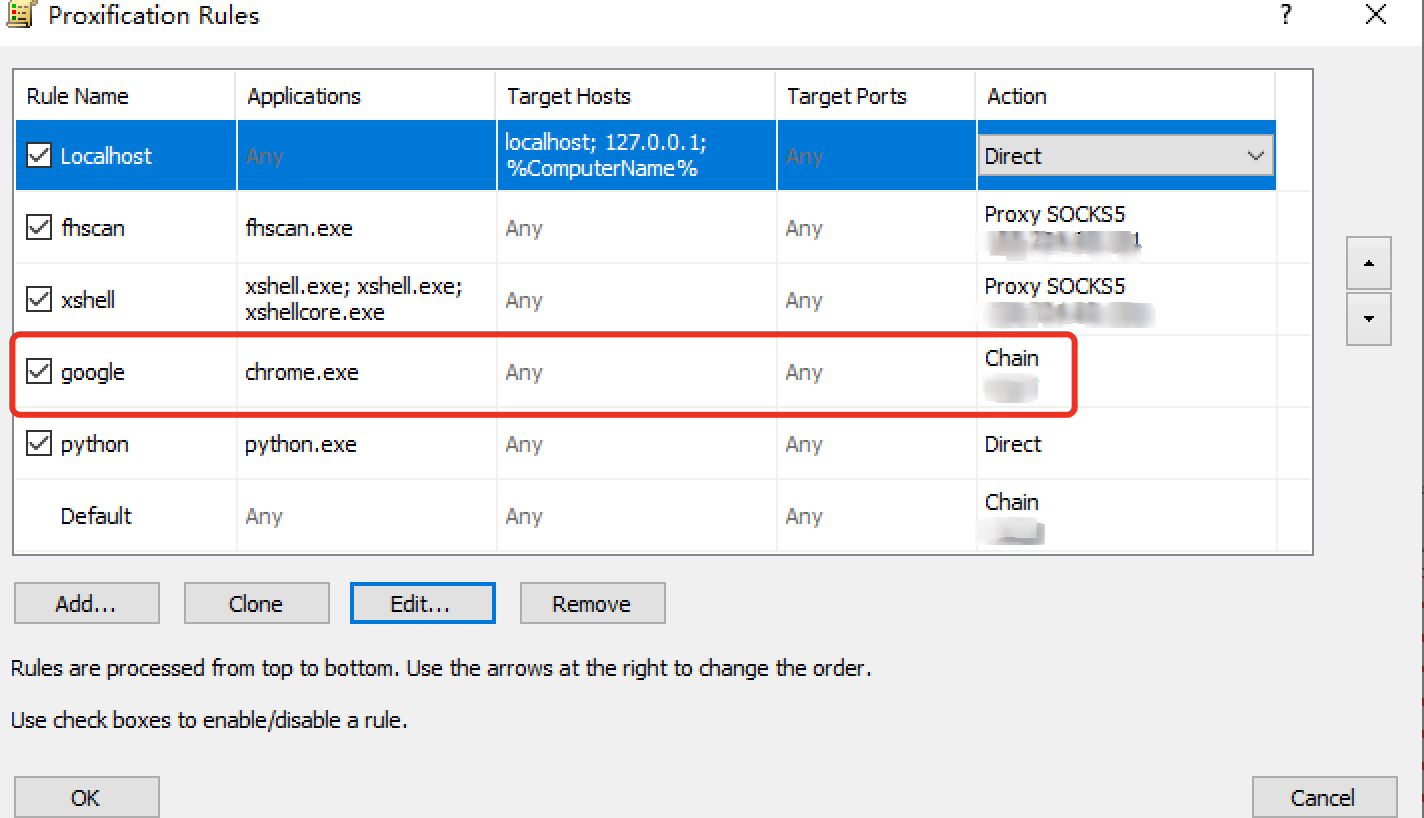 Proxification Rules
?
Rule Name Applications Target Hosts Target Ports Action
Localhost Any localhost; 127.0.0.1; %ComputerName% Any Direct
fhscan fhscan.exe Any Any Proxy SOCKS5
xshell xshell.exe; xshell.exe; xshellcore.exe Any Any Proxy SOCKS5
google chrome.exe Any Any Chain
python python.exe Any Any Direct
Default Any Any Any Chain
Add... Clone Edit... Remove
Rules are processed from top to bottom. Use the arrows at the right to change the order.
Use check boxes to enable/disable a rule.
OK Cancel